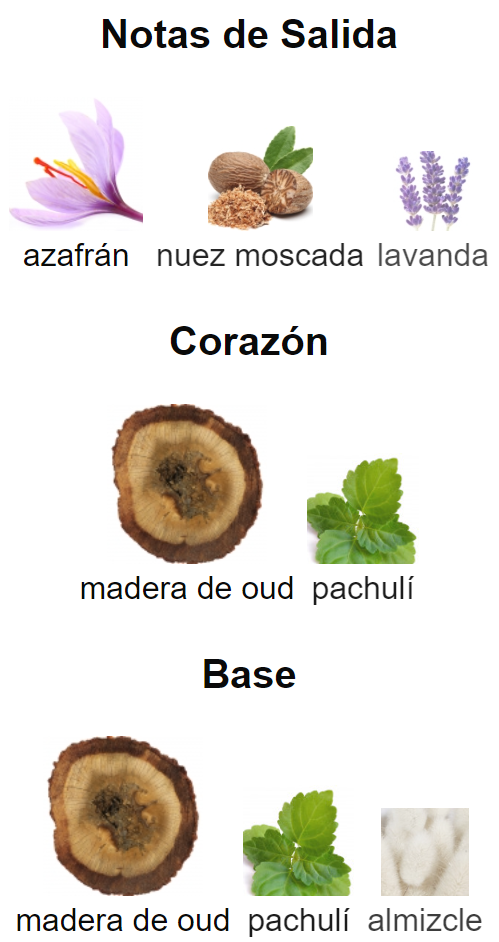 Notas de Salida
azafrán nuez moscada lavanda
Corazón
madera de oud pachulí
Base
madera de oud pachulí almizcle